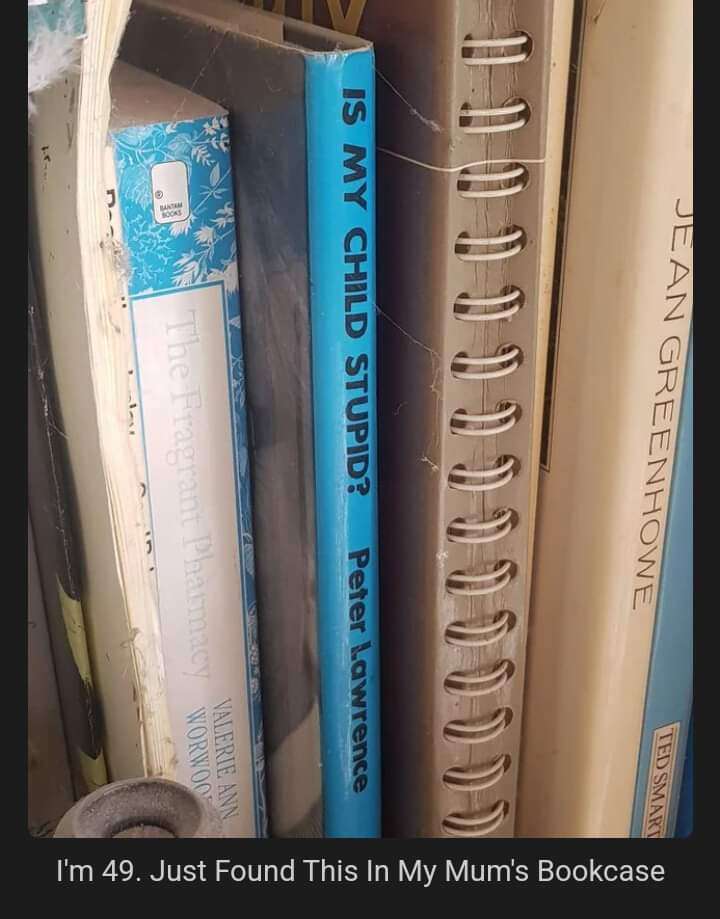 BANTAM
BOOKS
The Fragrant Pharmacy
VALERIE ANN
IS MY CHILD STUPID? Peter Lawrence
JEAN GREENHOWE
TED SMART
I'm 49. Just Found This In My Mum's Bookcase